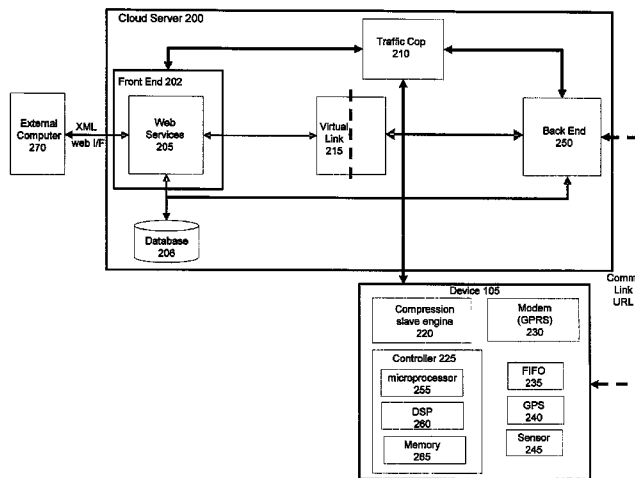 Cloud Server 200
Traffic Cop
210
Front End 202
External
Computer
270
XML
web I/F
Web
Services
205
Virtual
Link
215
Back End
250
Database
206
Comm
Link
URL
Device 105
Compression
slave engine
220
Modem
(GPRS)
230
Controller 225
microprocessor
255
DSP
260
Memory
265
FIFO
235
GPS
240
Sensor
245